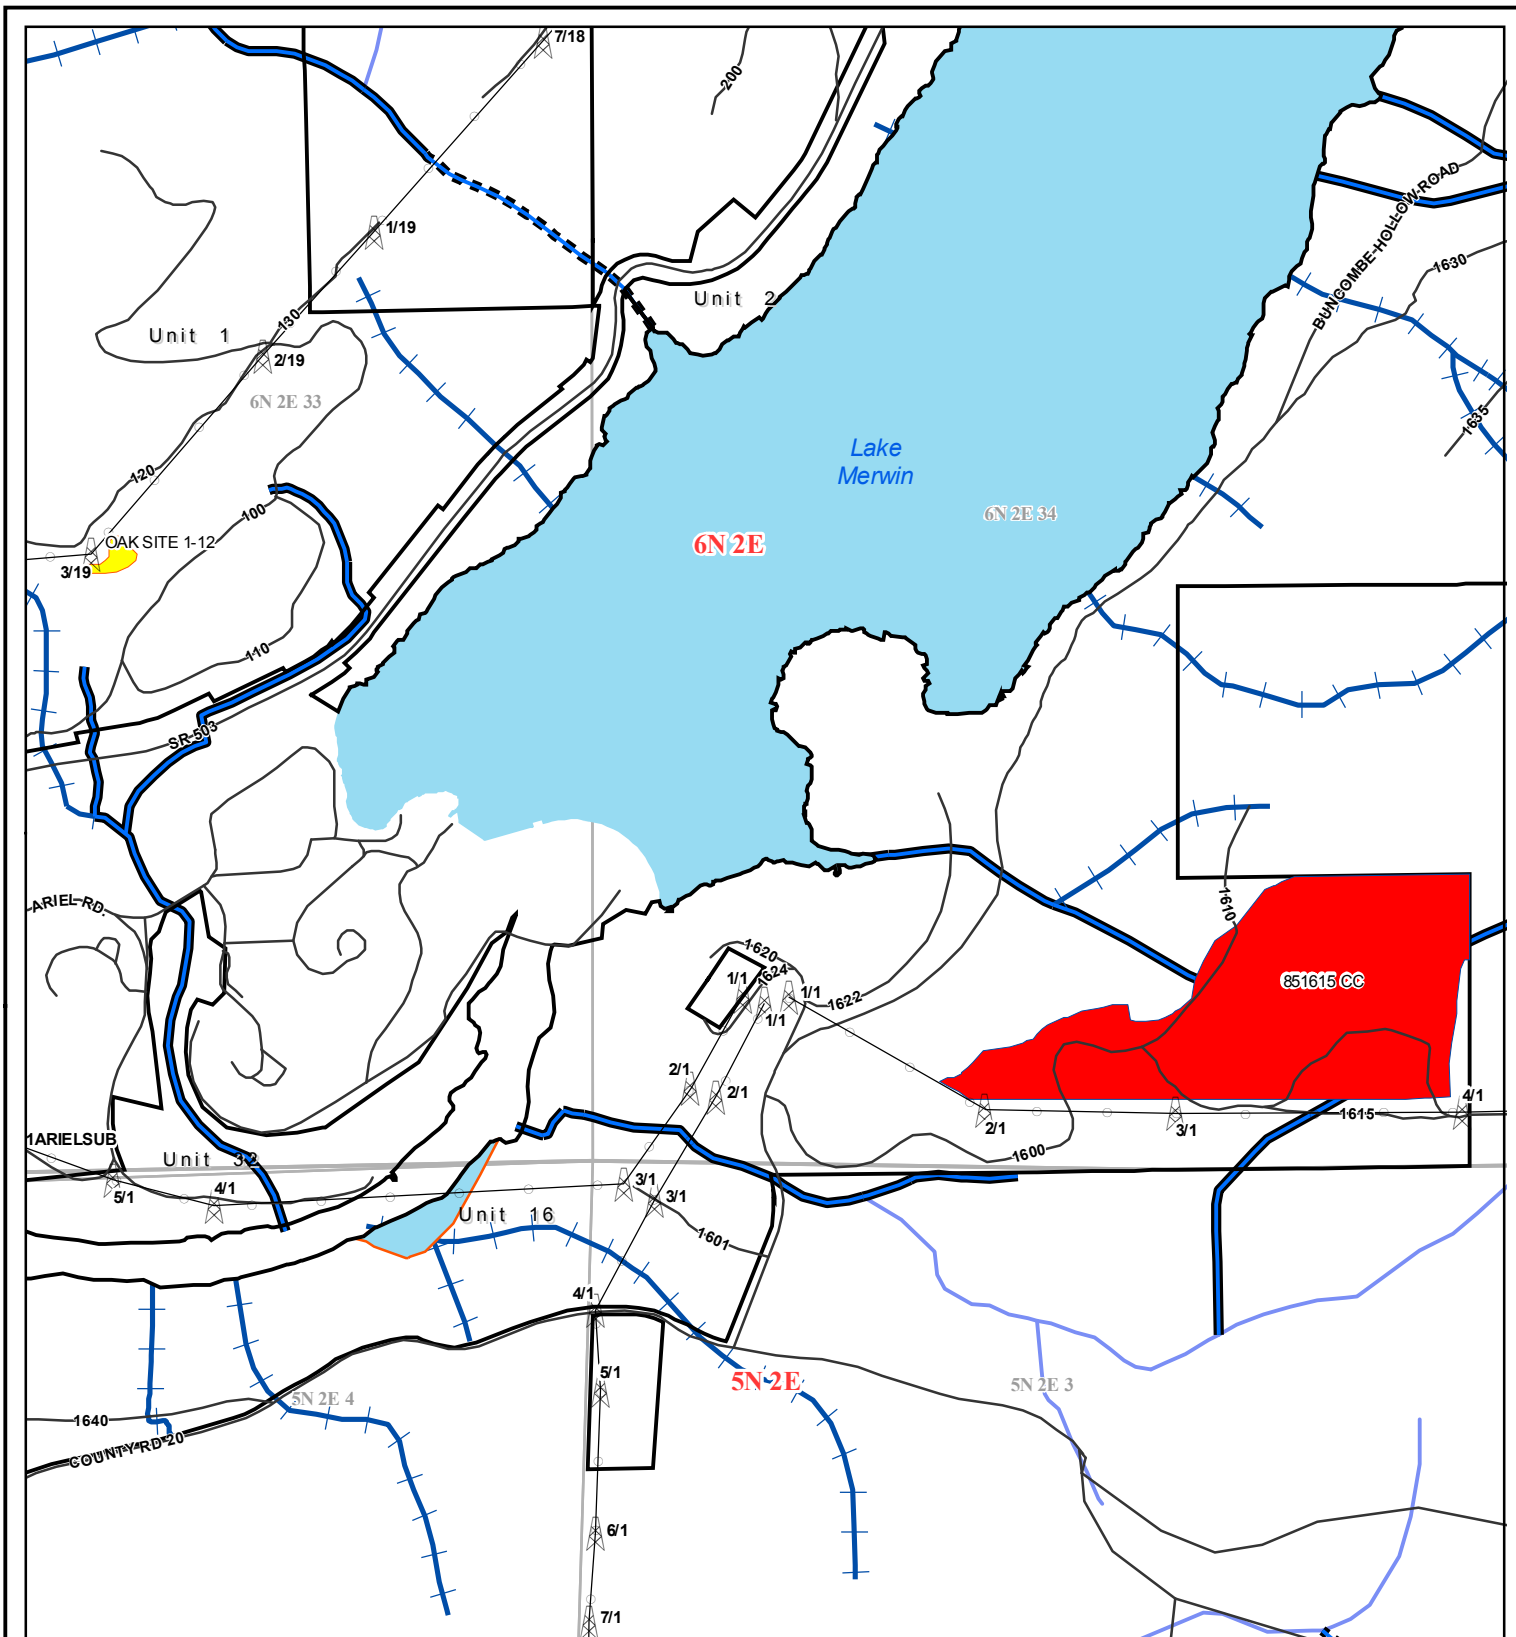 7/18
200
1/19
Unit 2
BUNCOMBE-HOLLOW-ROAD
1630
130
Unit 1
2/19
6N 2E 33
1635
Lake
Merwin
120
100
6N 2E 34
6N 2E
OAK SITE 1-12
3/19
110
SR-503
ARIEL RD.
1610
1620
1624
1/1
1/1
1/1
1622
851615 CC
2/1
2/1
2/1
3/1
1615
4/1
1ARIELSUB
Unit 32
1600
5/1
4/1
3/1
3/1
Unit 16
1601
4/1
5/1
5N 2E
5N 2E 4
5N 2E 3
1640
COUNTY RD 20
6/1
7/1